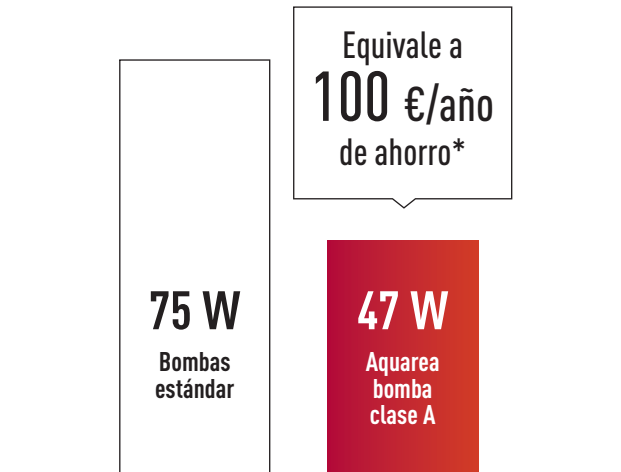 Equivale a
100 €/año
de ahorro*
75 W
Bombas
estándar
47 W
Aquarea
bomba
clase A